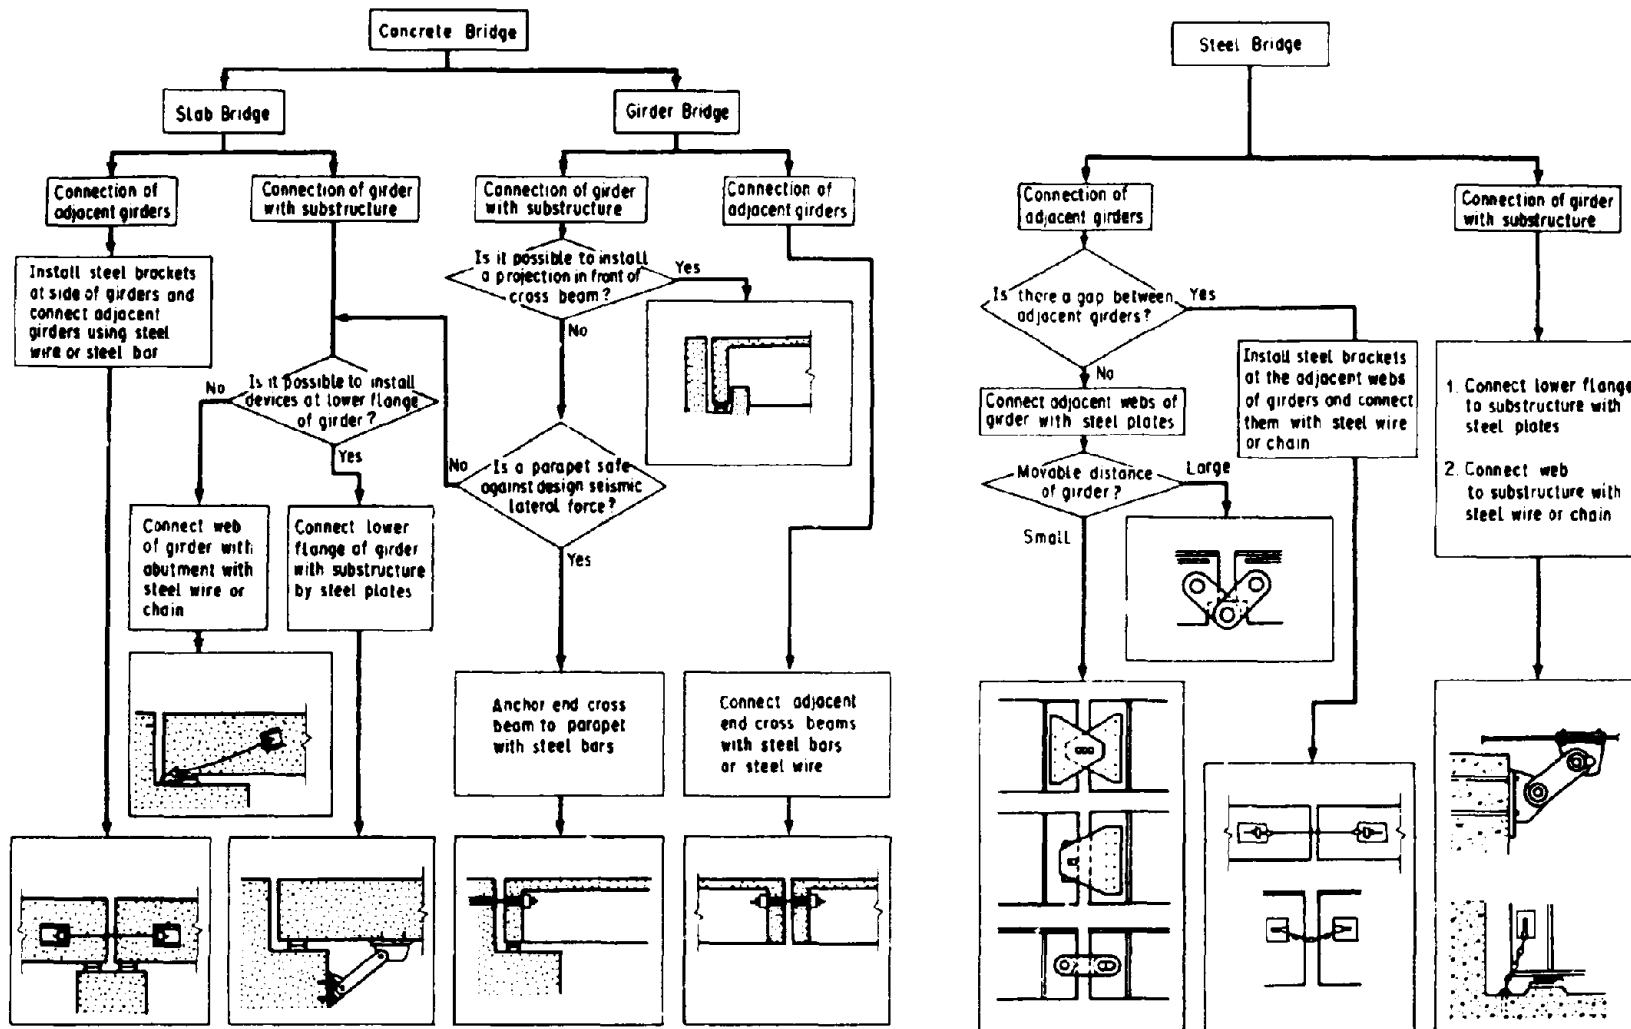 Concrete Bridge
Slab Bridge
Girder Bridge
Connection of
adjacent girders
Connection of girder
with substructure
Connection of girder
with substructure
Connection of
adjacent girders
Install steel brackets
at side of girders and
connect adjacent
girders using steel
wire or steel bar
Is it possible to install
a projection in front of
cross beam?
Yes
No
Is it possible to install
devices at lower flange
of girder?
No
Yes
Is a parapet safe
against design seismic
lateral force?
No
Yes
Connect web
of girder with
abutment with
steel wire or
chain
Connect lower
flange of girder
with substructure
by steel plates
Anchor end cross
beam to parapet
with steel bars
Connect adjacent
end cross beams
with steel bars
or steel wire
Steel Bridge
Connection of
adjacent girders
Connection of girder
with substructure
Is there a gap between
adjacent girders?
Yes
No
Connect adjacent webs of
girder with steel plates
Install steel brackets
at the adjacent webs
of girders and connect
them with steel wire
or chain
1. Connect lower flange
to substructure with
steel plates
2. Connect web
to substructure with
steel wire or chain
Movable distance
of girder?
Large
Small